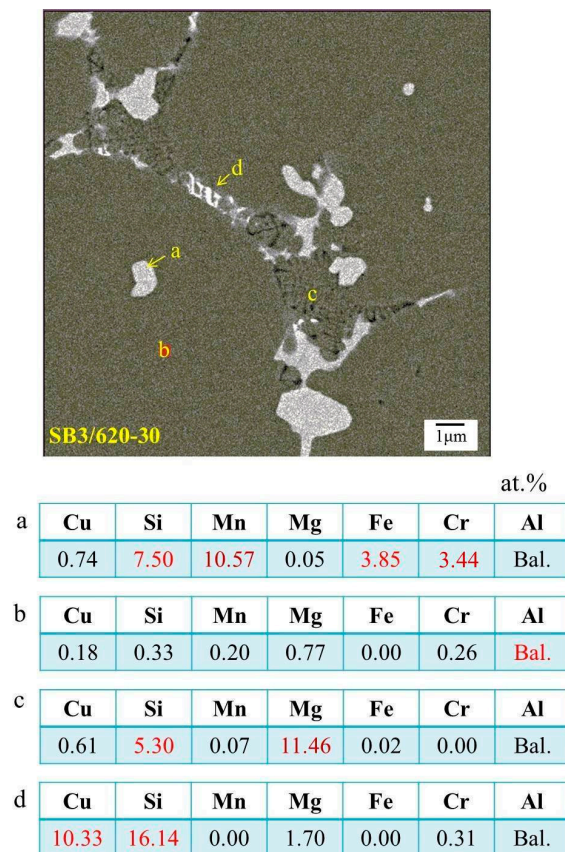 d
a
c
b
SB3/620-30
1μm
at.%
a
Cu Si Mn Mg Fe Cr Al
0.74 7.50 10.57 0.05 3.85 3.44 Bal.
b
Cu Si Mn Mg Fe Cr Al
0.18 0.33 0.20 0.77 0.00 0.26 Bal.
c
Cu Si Mn Mg Fe Cr Al
0.61 5.30 0.07 11.46 0.02 0.00 Bal.
d
Cu Si Mn Mg Fe Cr Al
10.33 16.14 0.00 1.70 0.00 0.31 Bal.